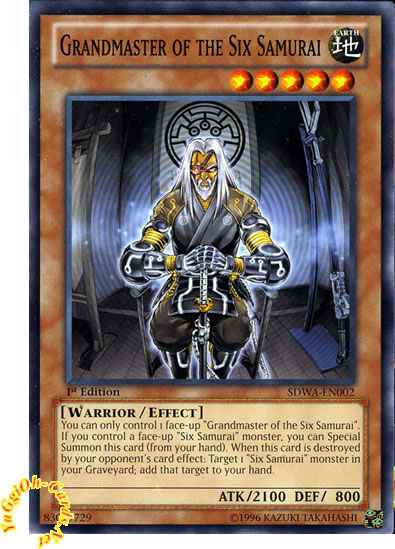 GRANDMASTER OF THE SIX SAMURAI
EARTH
地
1st Edition
SDWA-EN002
[WARRIOR / EFFECT]
You can only control 1 face-up "Grandmaster of the Six Samurai".
If you control a face-up "Six Samurai" monster, you can Special
Summon this card (from your hand). When this card is destroyed
by your opponent's card effect: Target 1 "Six Samurai" monster in
your Graveyard; add that target to your hand.
ATK/2100 DEF/ 800
©1996 KAZUKI TAKAHASHI
YuGetOh-Cards.Net